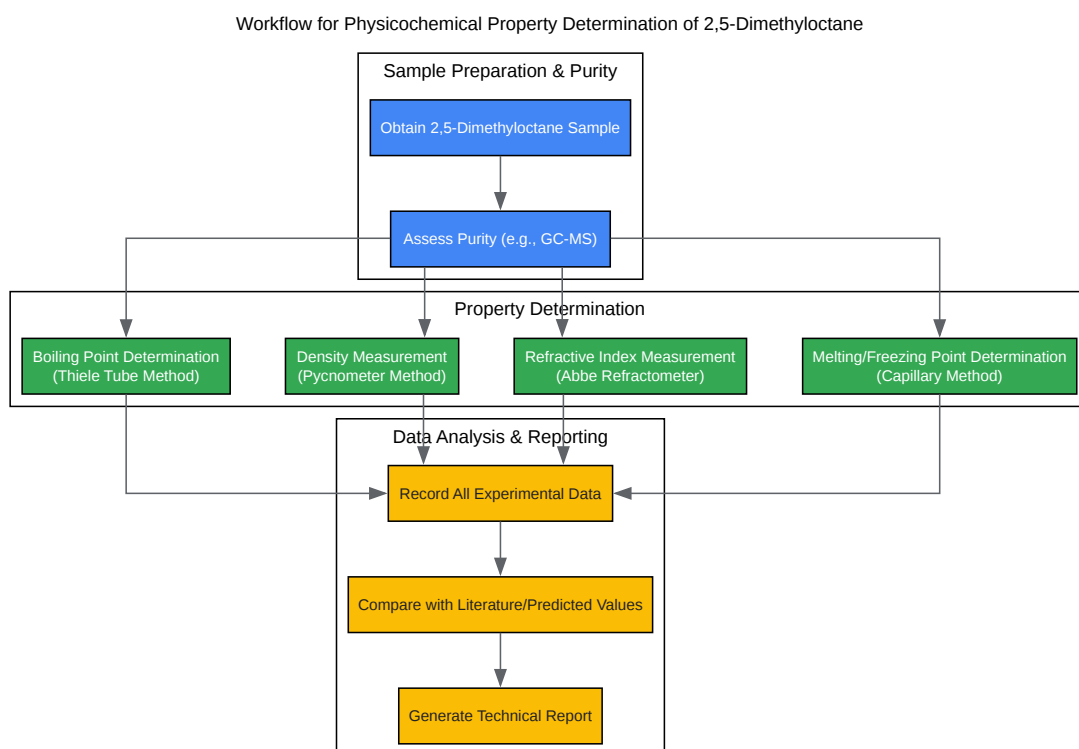 Workflow for Physicochemical Property Determination of 2,5-Dimethyloctane
Sample Preparation & Purity
Obtain 2,5-Dimethyloctane Sample
Assess Purity (e.g., GC-MS)
Property Determination
Boiling Point Determination
(Thiele Tube Method)
Density Measurement
(Pycnometer Method)
Refractive Index Measurement
(Abbe Refractometer)
Melting/Freezing Point Determination
(Capillary Method)
Data Analysis & Reporting
Record All Experimental Data
Compare with Literature/Predicted Values
Generate Technical Report